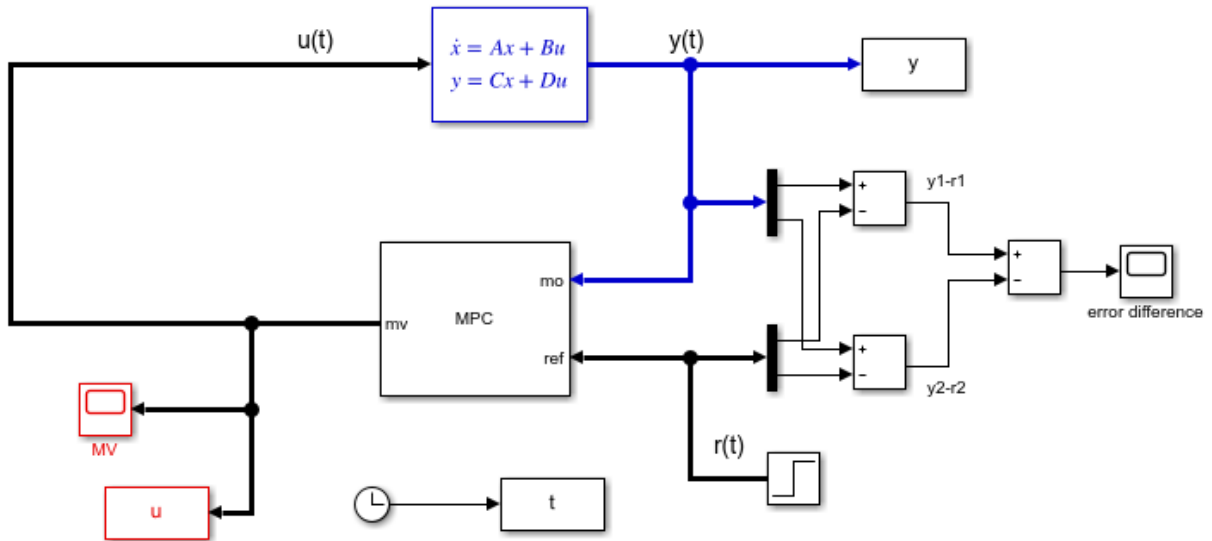 u(t)
ẋ = Ax + Bu
y = Cx + Du
y(t)
y
+
−
y1-r1
+
−
error difference
mo
MPC
mv
ref
+
−
y2-r2
MV
r(t)
u
t